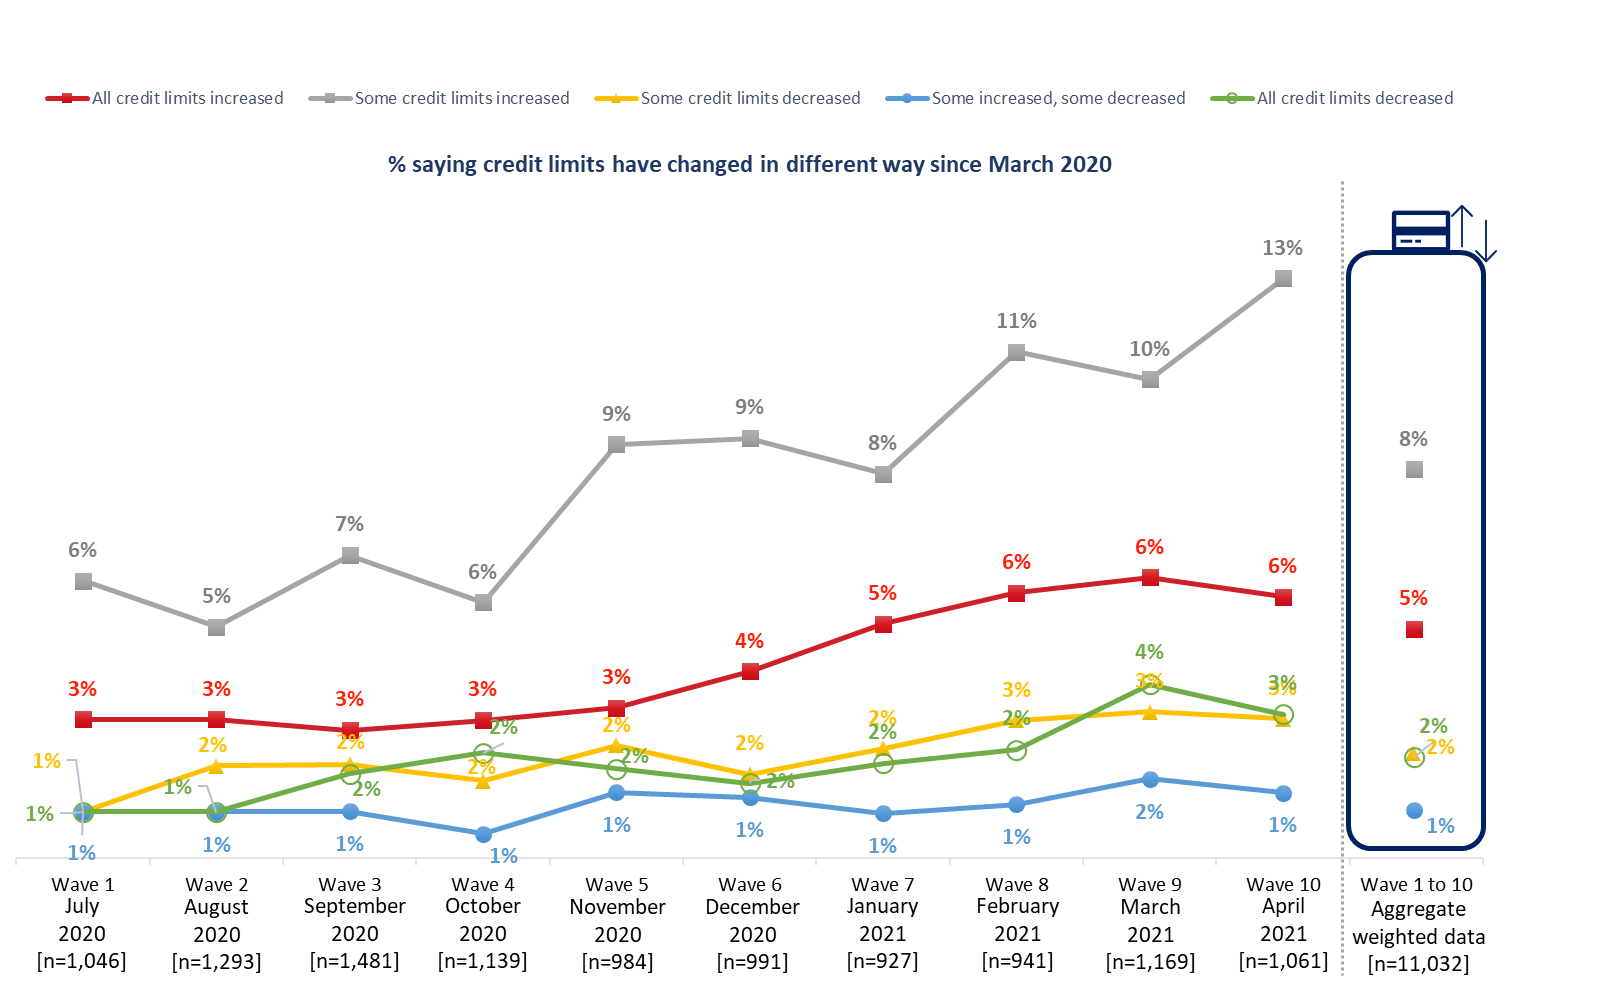 All credit limits increased
Some credit limits increased
Some credit limits decreased
Some increased, some decreased
All credit limits decreased
% saying credit limits have changed in different way since March 2020
6%
5%
7%
6%
9%
9%
8%
11%
10%
13%
8%
3%
3%
3%
3%
3%
4%
5%
6%
6%
6%
5%
1%
2%
2%
2%
2%
2%
2%
3%
3%
3%
2%
1%
1%
2%
2%
2%
2%
2%
2%
4%
3%
2%
1%
1%
1%
1%
1%
1%
1%
1%
2%
1%
1%
Wave 1
July
2020
[n=1,046]
Wave 2
August
2020
[n=1,293]
Wave 3
September
2020
[n=1,481]
Wave 4
October
2020
[n=1,139]
Wave 5
November
2020
[n=984]
Wave 6
December
2020
[n=991]
Wave 7
January
2021
[n=927]
Wave 8
February
2021
[n=941]
Wave 9
March
2021
[n=1,169]
Wave 10
April
2021
[n=1,061]
Wave 1 to 10
Aggregate
weighted data
[n=11,032]